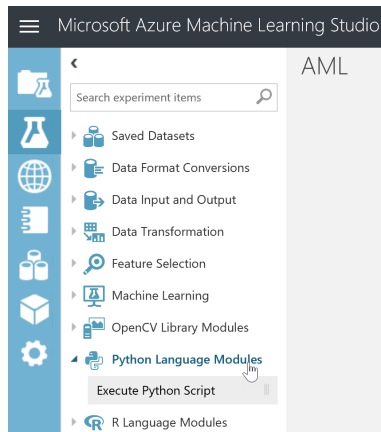 Microsoft Azure Machine Learning Studio
AML
Search experiment items
Saved Datasets
Data Format Conversions
Data Input and Output
Data Transformation
Feature Selection
Machine Learning
OpenCV Library Modules
Python Language Modules
Execute Python Script
R Language Modules